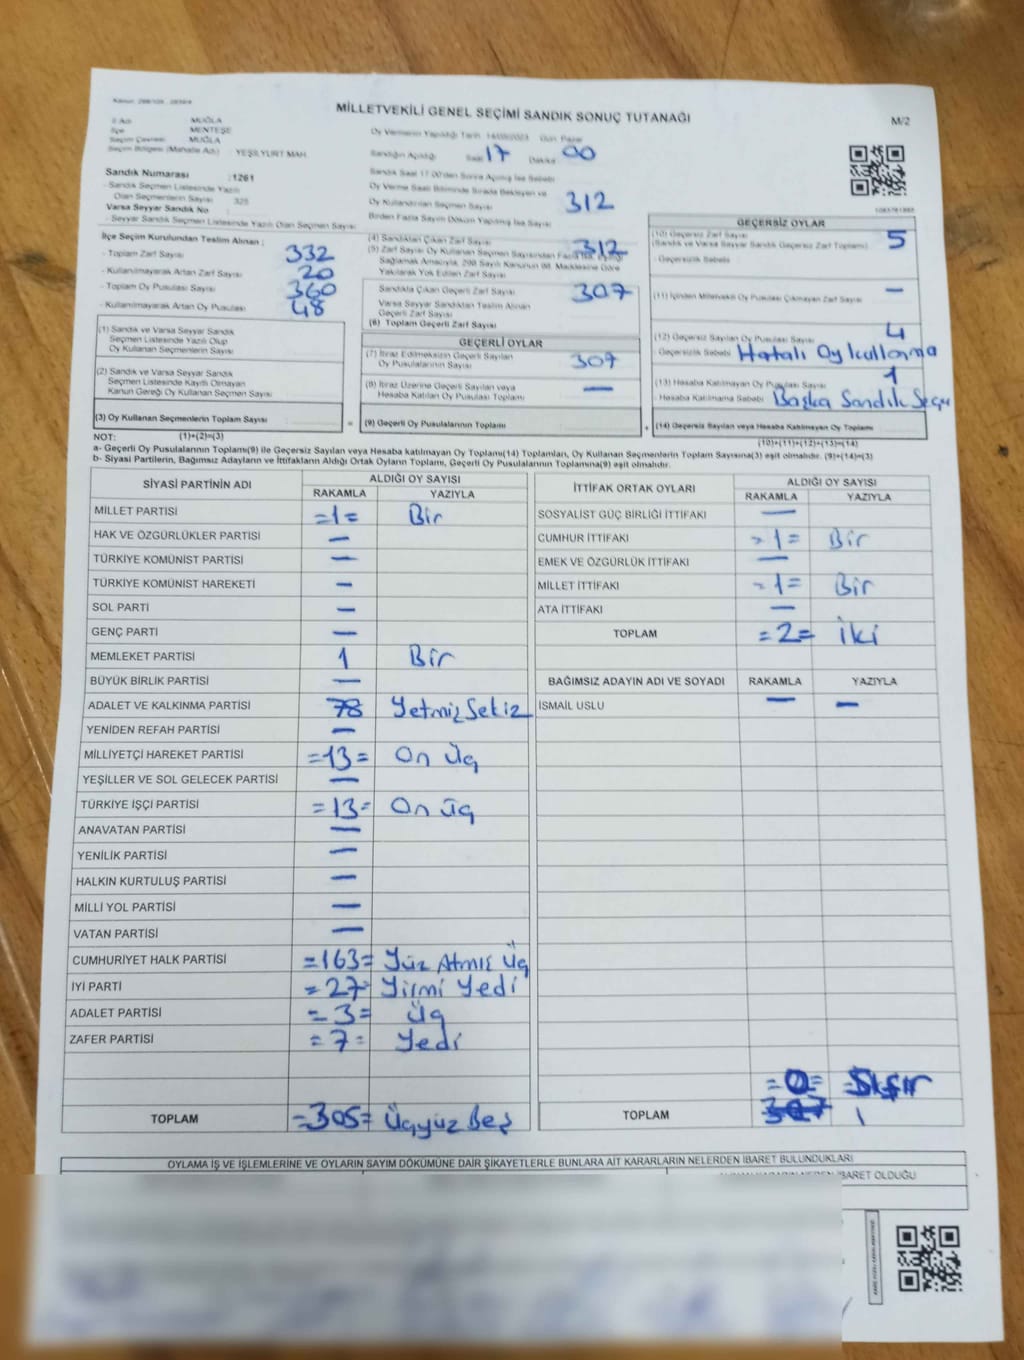 MİLLETVEKİLİ GENEL SEÇİMİ SANDIK SONUÇ TUTANAĞI
M/2
İl Adı MUĞLA
İlçe MENTEŞE
Seçim Çevresi MUĞLA
Seçim Bölgesi (Mahalle Adı) : YEŞİLYURT MAH.
Oy Vermenin Yapıldığı Tarih 14/05/2023 Gün Pazar
Sandığın Açıldığı Saat 17 Dakika 00
Sandık Numarası :1261
- Sandık Seçmen Listesinde Yazılı
Olan Seçmenlerin Sayısı 325
Varsa Seyyar Sandık No
- Seyyar Sandık Seçmen Listesinde Yazılı Olan Seçmen Sayısı
Sandık Saat 17.00'den Sonra Açılmış İse Sebebi
Oy Verme Saati Bitiminde Sırada Bekleyen ve
Oy Kullandırılan Seçmen Sayısı 312
Birden Fazla Sayım Döküm Yapılmış İse Sayısı
İlçe Seçim Kurulundan Teslim Alınan ;
- Toplam Zarf Sayısı 332
- Kullanılmayarak Artan Zarf Sayısı 20
- Toplam Oy Pusulası Sayısı 360
- Kullanılmayarak Artan Oy Pusulası 48
(1) Sandık ve Varsa Seyyar Sandık
Seçmen Listesinde Yazılı Olup
Oy Kullanan Seçmenlerin Sayısı
(2) Sandık ve Varsa Seyyar Sandık
Seçmen Listesinde Kayıtlı Olmayan
Kanun Gereği Oy Kullanan Seçmen Sayısı
(3) Oy Kullanan Seçmenlerin Toplam Sayısı
(4) Sandıktan Çıkan Zarf Sayısı 312
(5) Zarf Sayısı Oy Kullanan Seçmen Sayısından Fazla İse, Eşitliği
Sağlamak Amacıyla, 298 Sayılı Kanunun 98. Maddesine Göre
Yakılarak Yok Edilen Zarf Sayısı
Sandıkta Çıkan Geçerli Zarf Sayısı 307
Varsa Seyyar Sandıktan Teslim Alınan
Geçerli Zarf Sayısı
(6) Toplam Geçerli Zarf Sayısı
GEÇERLİ OYLAR
(7) İtiraz Edilmeksizin Geçerli Sayılan
Oy Pusulalarının Sayısı 307
(8) İtiraz Üzerine Geçerli Sayılan veya
Hesaba Katılan Oy Pusulası Toplamı —
= (9) Geçerli Oy Pusulalarının Toplamı
GEÇERSİZ OYLAR
(10) Geçersiz Zarf Sayısı 5
(Sandık ve Varsa Seyyar Sandık Geçersiz Zarf Toplamı)
- Geçersizlik Sebebi
(11) İçinden Milletvekili Oy Pusulası Çıkmayan Zarf Sayısı —
(12) Geçersiz Sayılan Oy Pusulası Sayısı 4
- Geçersizlik Sebebi Hatalı Oy kullanma
(13) Hesaba Katılmayan Oy Pusulası Sayısı 1
- Hesaba Katılmama Sebebi Başka Sandık Seçm
+ (14) Geçersiz Sayılan veya Hesaba Katılmayan Oy Toplamı
NOT: (1)+(2)=(3)
(10)+(11)+(12)+(13)=(14)
a- Geçerli Oy Pusulalarının Toplamı(9) ile Geçersiz Sayılan veya Hesaba katılmayan Oy Toplamı(14) Toplamları, Oy Kullanan Seçmenlerin Toplam Sayısına(3) eşit olmalıdır. (9)+(14)=(3)
b- Siyasi Partilerin, Bağımsız Adayların ve İttifakların Aldığı Ortak Oyların Toplamı, Geçerli Oy Pusulalarının Toplamına(9) eşit olmalıdır.
SİYASİ PARTİNİN ADI ALDIĞI OY SAYISI
RAKAMLA YAZIYLA
MİLLET PARTİSİ =1= Bir
HAK VE ÖZGÜRLÜKLER PARTİSİ —
TÜRKİYE KOMÜNİST PARTİSİ —
TÜRKİYE KOMÜNİST HAREKETİ —
SOL PARTİ —
GENÇ PARTİ —
MEMLEKET PARTİSİ 1 Bir
BÜYÜK BİRLİK PARTİSİ —
ADALET VE KALKINMA PARTİSİ 78 Yetmiş Sekiz
YENİDEN REFAH PARTİSİ —
MİLLİYETÇİ HAREKET PARTİSİ =13= On Üç
YEŞİLLER VE SOL GELECEK PARTİSİ —
TÜRKİYE İŞÇİ PARTİSİ =13= On üç
ANAVATAN PARTİSİ —
YENİLİK PARTİSİ —
HALKIN KURTULUŞ PARTİSİ —
MİLLİ YOL PARTİSİ —
VATAN PARTİSİ —
CUMHURİYET HALK PARTİSİ =163= Yüz Atmış Üç
İYİ PARTİ =27= Yirmi Yedi
ADALET PARTİSİ =3= Üç
ZAFER PARTİSİ =7= Yedi
TOPLAM =305= Üçyüz Beş
İTTİFAK ORTAK OYLARI ALDIĞI OY SAYISI
RAKAMLA YAZIYLA
SOSYALİST GÜÇ BİRLİĞİ İTTİFAKI —
CUMHUR İTTİFAKI =1= Bir
EMEK VE ÖZGÜRLÜK İTTİFAKI —
MİLLET İTTİFAKI -1= Bir
ATA İTTİFAKI —
TOPLAM =2= İki
BAĞIMSIZ ADAYIN ADI VE SOYADI RAKAMLA YAZIYLA
İSMAİL USLU — —
=0= Sıfır
TOPLAM 307
OYLAMA İŞ VE İŞLEMLERİNE VE OYLARIN SAYIM DÖKÜMÜNE DAİR ŞİKAYETLERLE BUNLARA AİT KARARLARIN NELERDEN İBARET BULUNDUKLARI
İBARET OLDUĞU